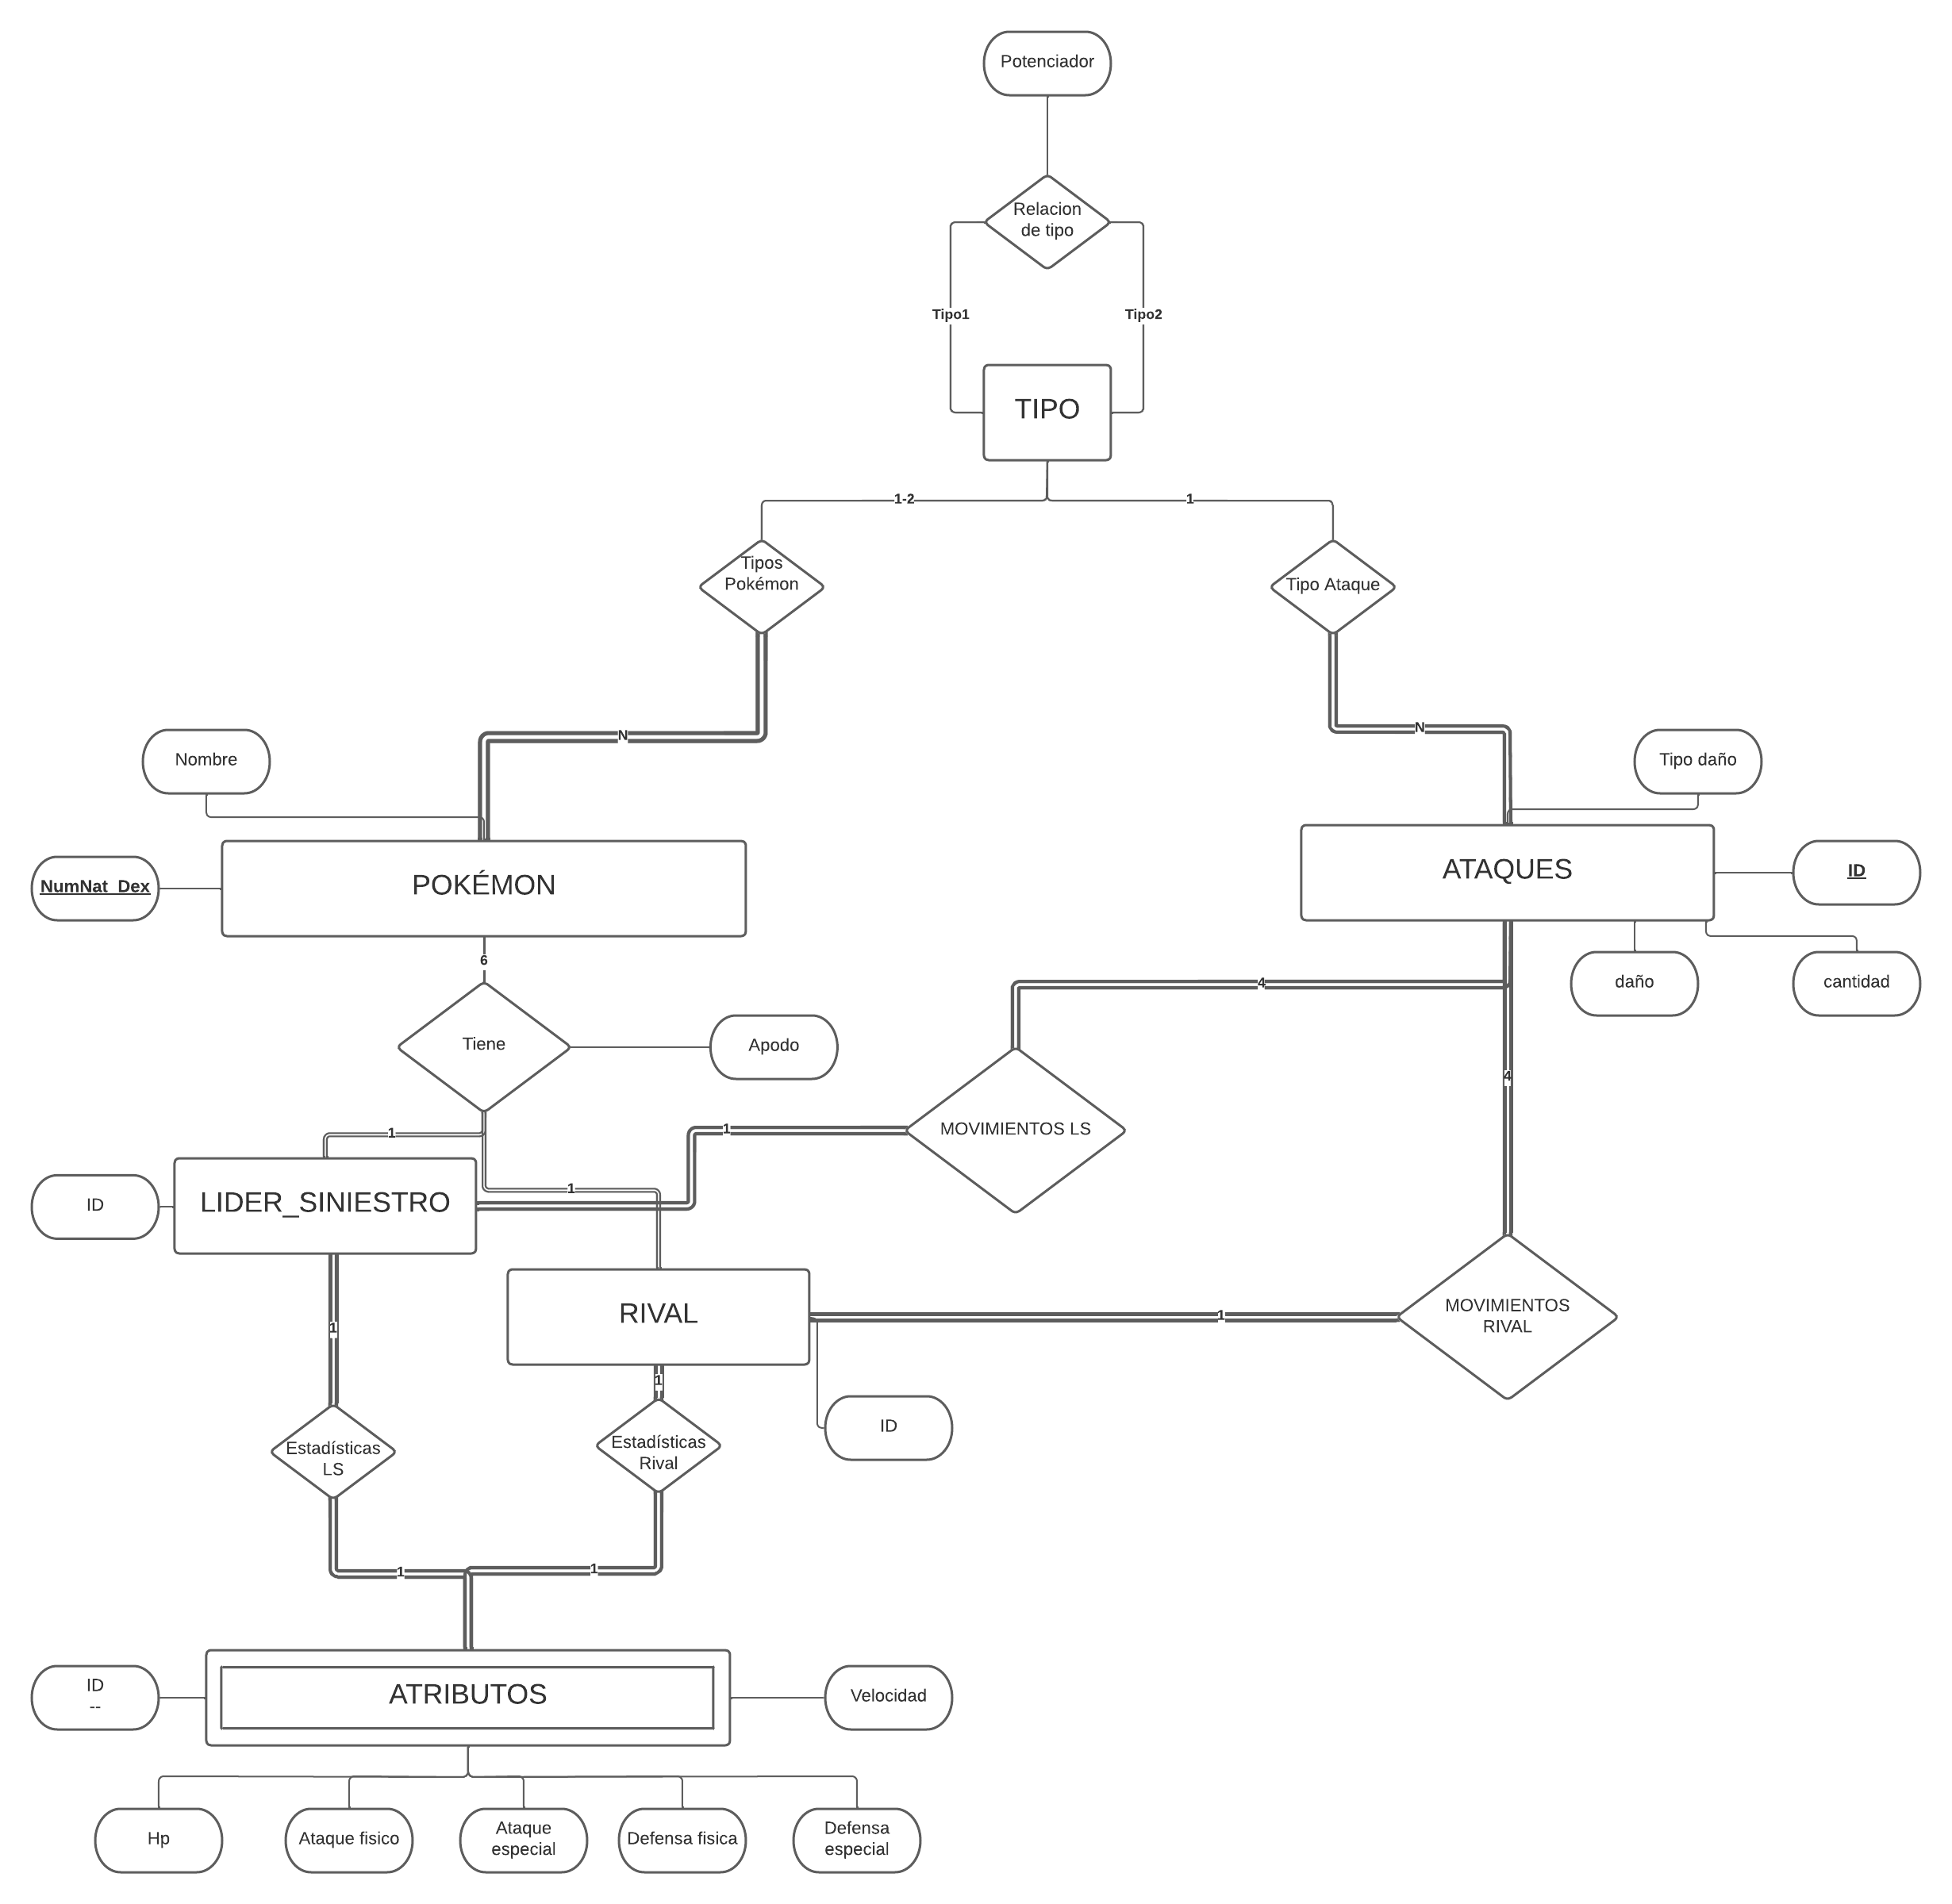 Potenciador
Relacion
de tipo
Tipo1
Tipo2
TIPO
1-2
1
Tipos
Pokémon
Tipo Ataque
N
N
Nombre
Tipo daño
NumNat_Dex
POKÉMON
ATAQUES
ID
6
daño
cantidad
4
Tiene
Apodo
4
1
1
MOVIMIENTOS LS
1
ID
LIDER_SINIESTRO
RIVAL
1
MOVIMIENTOS
RIVAL
1
1
ID
Estadísticas
LS
Estadísticas
Rival
1
1
ID
--
ATRIBUTOS
Velocidad
Hp
Ataque fisico
Ataque
especial
Defensa fisica
Defensa
especial